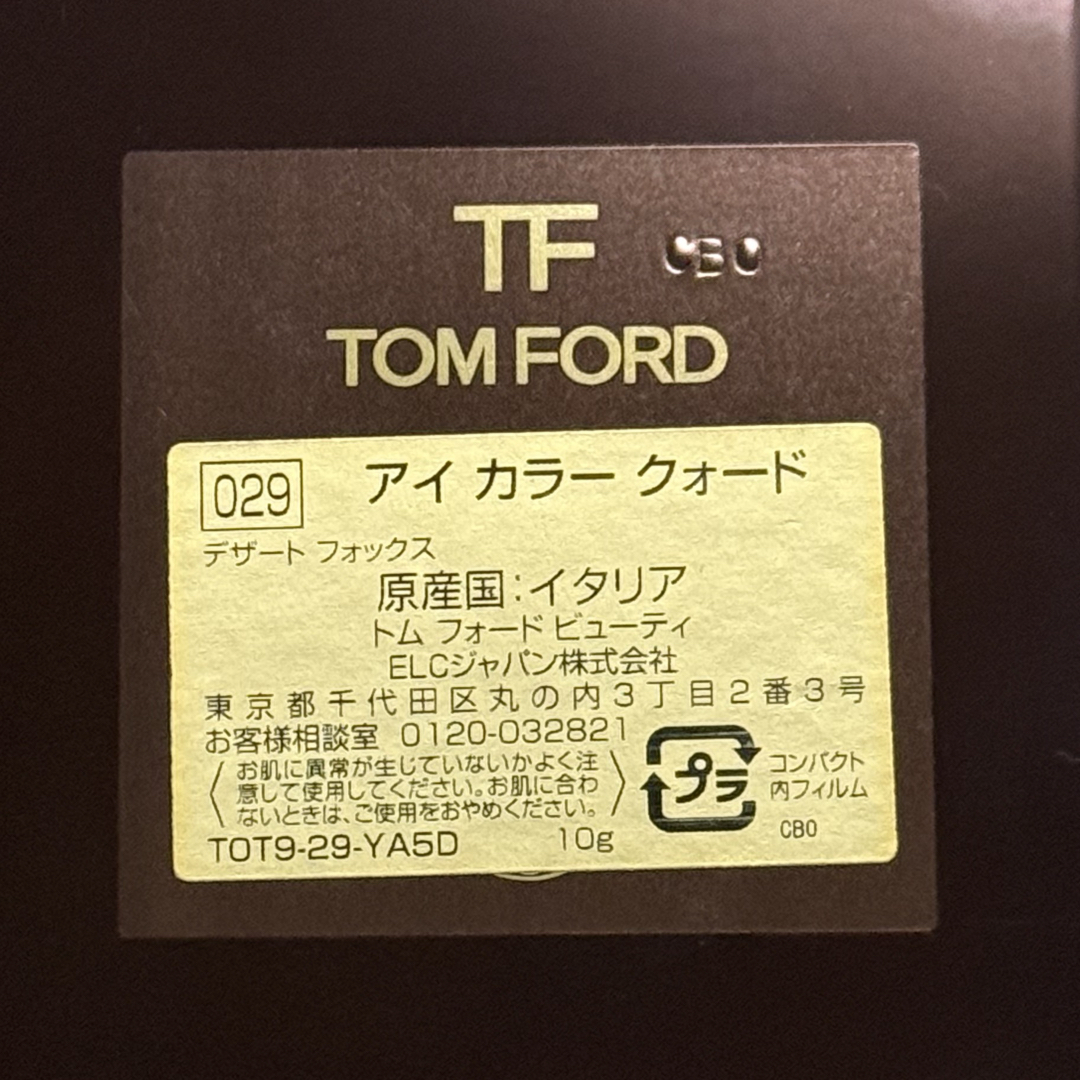 TF
CB0
TOM FORD
029 アイ カラー クォード
デザート フォックス
原産国:イタリア
トム フォード ビューティ
ELCジャパン株式会社
東京都千代田区丸の内3丁目2番3号
お客様相談室 0120-032821
お肌に異常が生じていないかよく注
意して使用してください。お肌に合わ
ないときは、ご使用をおやめください。
プラ
コンパクト
内フィルム
CB0
T0T9-29-YA5D 10g